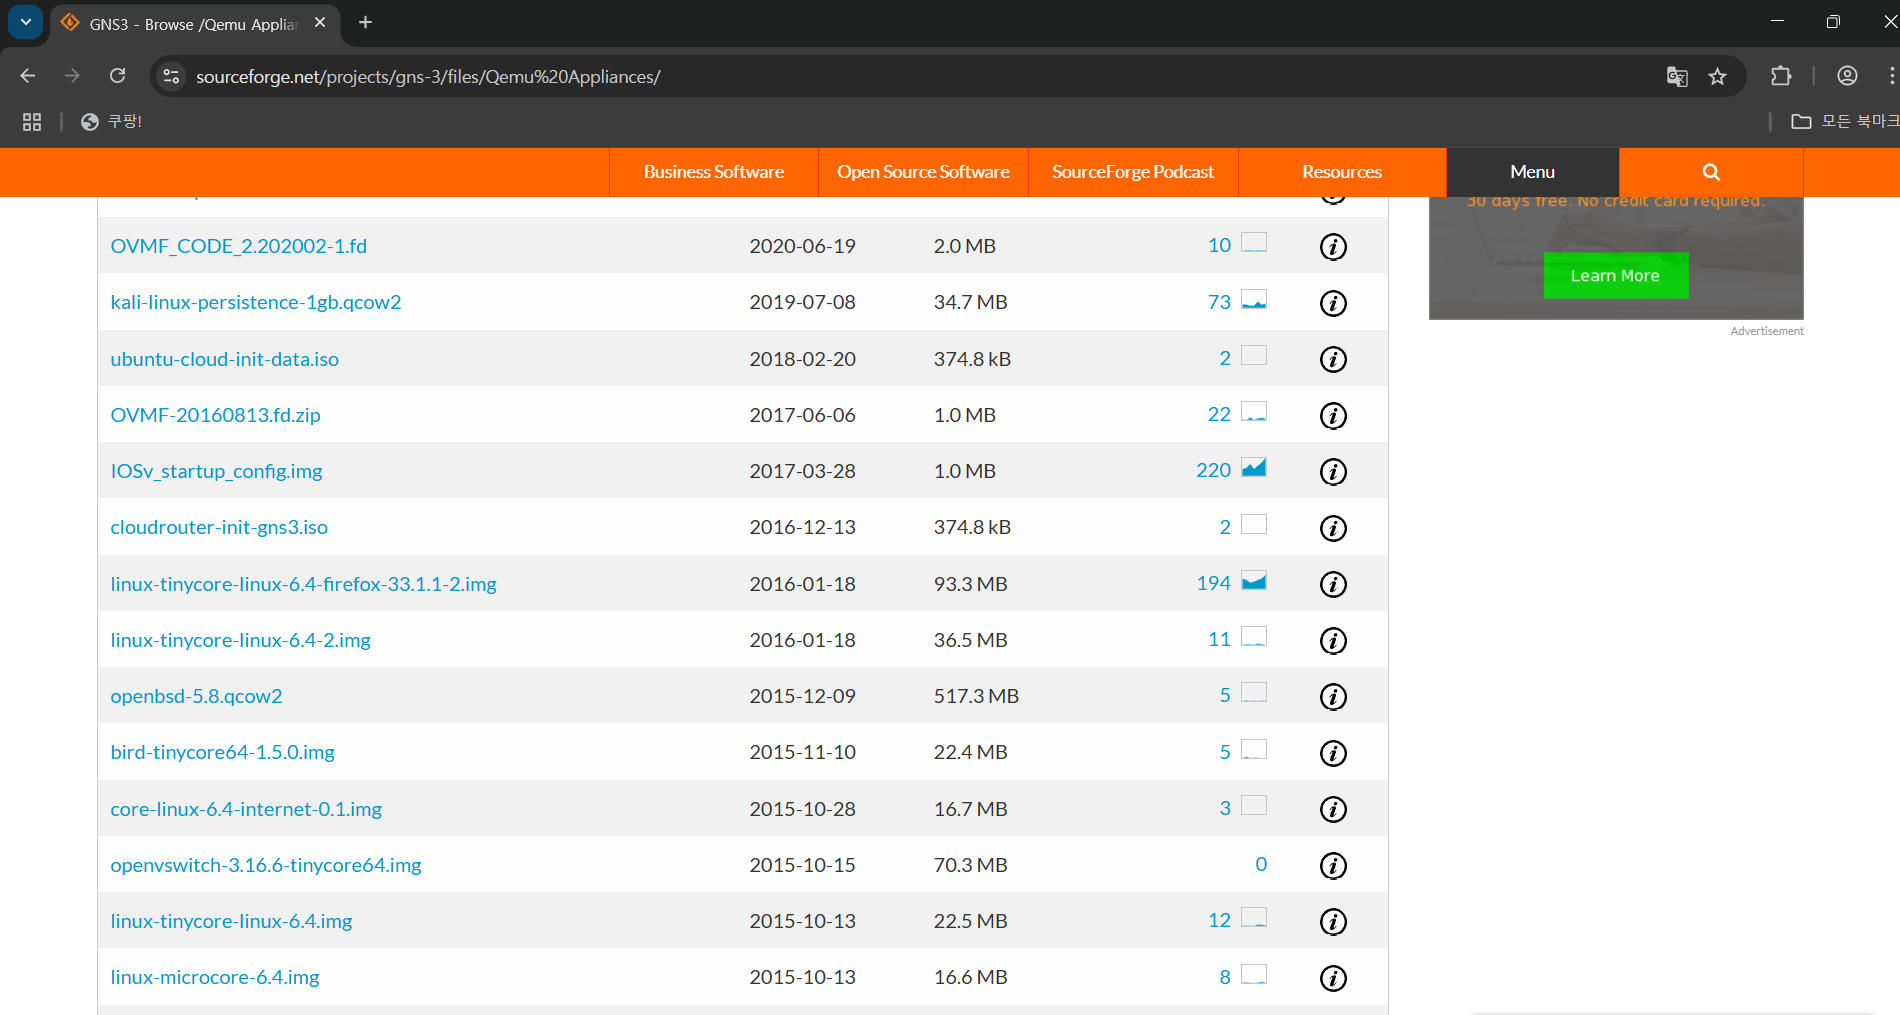 GNS3 - Browse /Qemu Applian
sourceforge.net/projects/gns-3/files/Qemu%20Appliances/
쿠팡!
모든 북마크
Business Software
Open Source Software
SourceForge Podcast
Resources
Menu
30 days free. No credit card required.
Learn More
Advertisement
OVMF_CODE_2.202002-1.fd 2020-06-19 2.0 MB 10
kali-linux-persistence-1gb.qcow2 2019-07-08 34.7 MB 73
ubuntu-cloud-init-data.iso 2018-02-20 374.8 kB 2
OVMF-20160813.fd.zip 2017-06-06 1.0 MB 22
IOSv_startup_config.img 2017-03-28 1.0 MB 220
cloudrouter-init-gns3.iso 2016-12-13 374.8 kB 2
linux-tinycore-linux-6.4-firefox-33.1.1-2.img 2016-01-18 93.3 MB 194
linux-tinycore-linux-6.4-2.img 2016-01-18 36.5 MB 11
openbsd-5.8.qcow2 2015-12-09 517.3 MB 5
bird-tinycore64-1.5.0.img 2015-11-10 22.4 MB 5
core-linux-6.4-internet-0.1.img 2015-10-28 16.7 MB 3
openvswitch-3.16.6-tinycore64.img 2015-10-15 70.3 MB 0
linux-tinycore-linux-6.4.img 2015-10-13 22.5 MB 12
linux-microcore-6.4.img 2015-10-13 16.6 MB 8